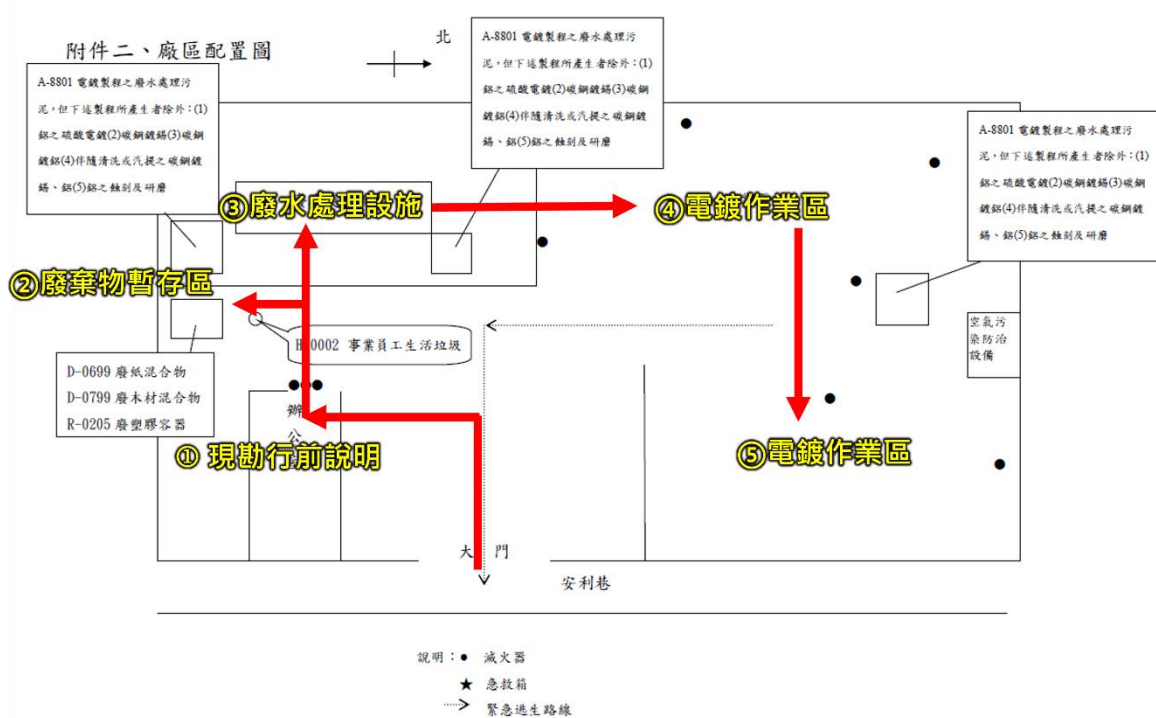 附件二、廠區配置圖
北
A-8801 電鍍製程之廢水處理污
泥，但下述製程所產生者除外：(1)
鋁之硫酸電鍍(2)碳鋼鍍錫(3)碳鋼
鍍鋁(4)伴隨清洗或汽提之碳鋼鍍
錫、鋁(5)鋁之蝕刻及研磨
A-8801 電鍍製程之廢水處理污
泥，但下述製程所產生者除外：(1)
鋁之硫酸電鍍(2)碳鋼鍍錫(3)碳鋼
鍍鋁(4)伴隨清洗或汽提之碳鋼鍍
錫、鋁(5)鋁之蝕刻及研磨
A-8801 電鍍製程之廢水處理污
泥，但下述製程所產生者除外：(1)
鋁之硫酸電鍍(2)碳鋼鍍錫(3)碳鋼
鍍鋁(4)伴隨清洗或汽提之碳鋼鍍
錫、鋁(5)鋁之蝕刻及研磨
③廢水處理設施
④電鍍作業區
②廢棄物暫存區
事業員工生活垃圾
空氣污
染防治
設備
D-0699 廢紙混合物
D-0799 廢木材混合物
R-0205 廢塑膠容器
辦
公
① 現勘行前說明
⑤電鍍作業區
大門
安利巷
說明：● 滅火器
★ 急救箱
緊急逃生路線